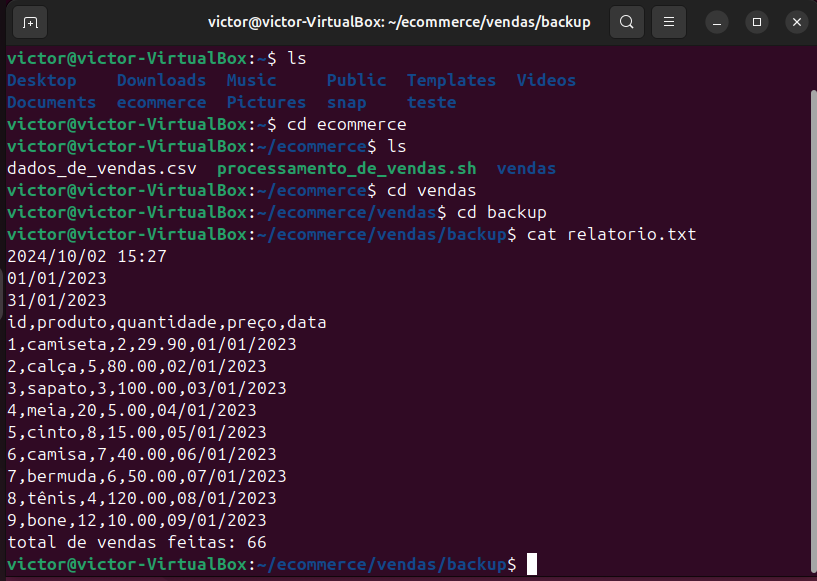 victor@victor-VirtualBox: ~/ecommerce/vendas/backup
victor@victor-VirtualBox:~$ ls
Desktop Downloads Music Public Templates Videos
Documents ecommerce Pictures snap teste
victor@victor-VirtualBox:~$ cd ecommerce
victor@victor-VirtualBox:~/ecommerce$ ls
dados_de_vendas.csv processamento_de_vendas.sh vendas
victor@victor-VirtualBox:~/ecommerce$ cd vendas
victor@victor-VirtualBox:~/ecommerce/vendas$ cd backup
victor@victor-VirtualBox:~/ecommerce/vendas/backup$ cat relatorio.txt
2024/10/02 15:27
01/01/2023
31/01/2023
id,produto,quantidade,preço,data
1,camiseta,2,29.90,01/01/2023
2,calça,5,80.00,02/01/2023
3,sapato,3,100.00,03/01/2023
4,meia,20,5.00,04/01/2023
5,cinto,8,15.00,05/01/2023
6,camisa,7,40.00,06/01/2023
7,bermuda,6,50.00,07/01/2023
8,tênis,4,120.00,08/01/2023
9,bone,12,10.00,09/01/2023
total de vendas feitas: 66
victor@victor-VirtualBox:~/ecommerce/vendas/backup$